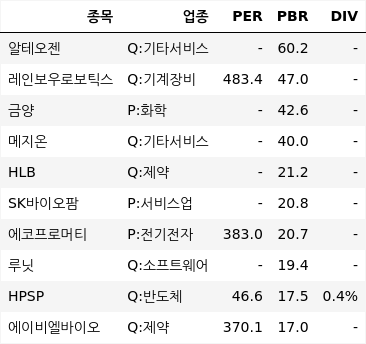 종목 업종 PER PBR DIV
알테오젠 Q:기타서비스 - 60.2 -
레인보우로보틱스 Q:기계장비 483.4 47.0 -
금양 P:화학 - 42.6 -
메지온 Q:기타서비스 - 40.0 -
HLB Q:제약 - 21.2 -
SK바이오팜 P:서비스업 - 20.8 -
에코프로머티 P:전기전자 383.0 20.7 -
루닛 Q:소프트웨어 - 19.4 -
HPSP Q:반도체 46.6 17.5 0.4%
에이비엘바이오 Q:제약 370.1 17.0 -